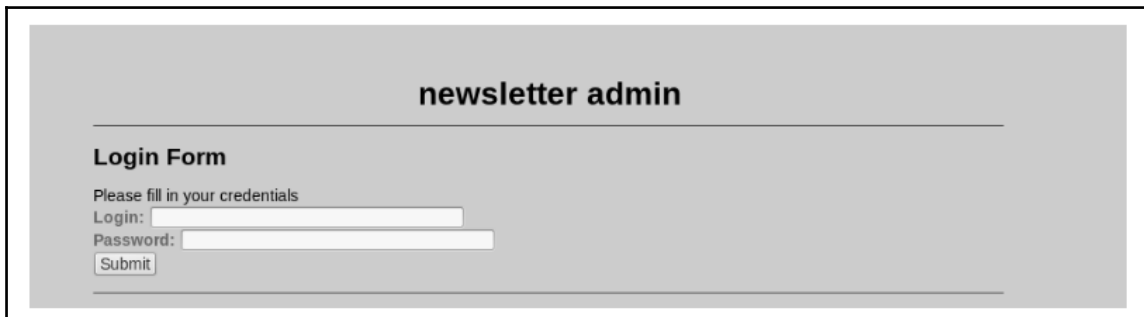 newsletter admin
Login Form
Please fill in your credentials
Login:
Password:
Submit